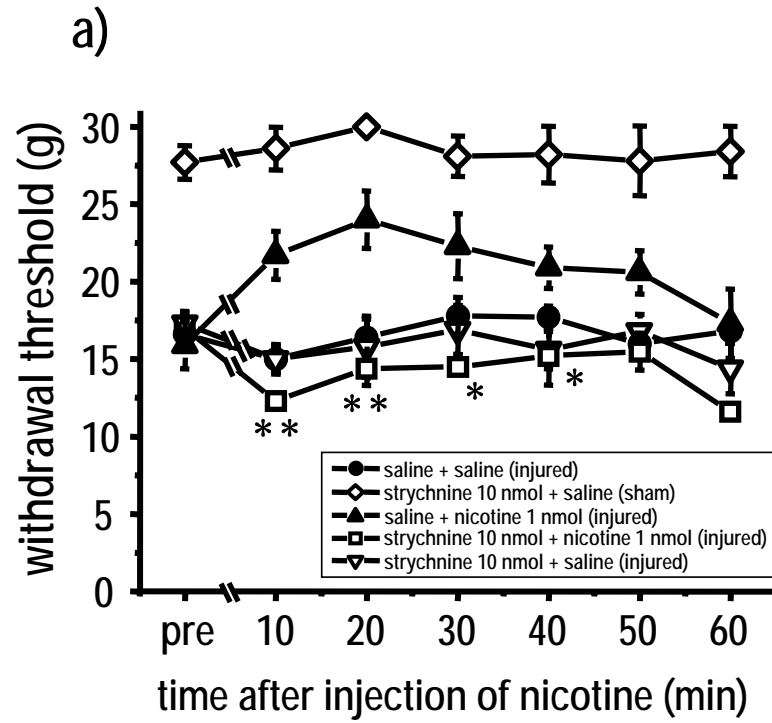 a)
withdrawal threshold (g)
30
25
20
15
10
5
0
** ** * *
saline + saline (injured)
strychnine 10 nmol + saline (sham)
saline + nicotine 1 nmol (injured)
strychnine 10 nmol + nicotine 1 nmol (injured)
strychnine 10 nmol + saline (injured)
pre 10 20 30 40 50 60
time after injection of nicotine (min)